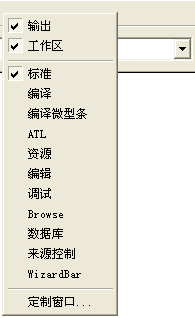 输出
工作区
标准
编译
编译微型条
ATL
资源
编辑
调试
Browse
数据库
来源控制
WizardBar
定制窗口...